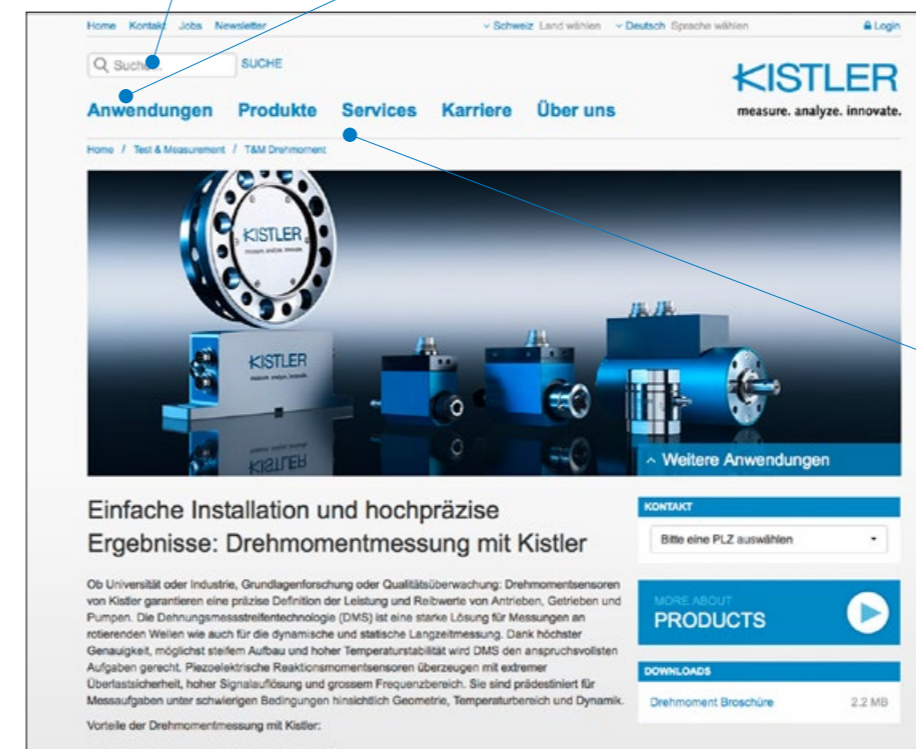 Home Kontakt Jobs Newsletter
Schweiz Land wählen Deutsch Sprache wählen
Login
Suche...
SUCHE
KISTLER
measure. analyze. innovate.
Anwendungen Produkte Services Karriere Über uns
Home / Test & Measurement / T&M Drehmoment
KISTLER
measure. analyze. innovate.
KISTLER
measure. analyze. innovate.
Weitere Anwendungen
Einfache Installation und hochpräzise
Ergebnisse: Drehmomentmessung mit Kistler
Ob Universität oder Industrie, Grundlagenforschung oder Qualitätsüberwachung: Drehmomentsensoren
von Kistler garantieren eine präzise Definition der Leistung und Reibwerte von Antrieben, Getrieben und
Pumpen. Die Dehnungsmessstreifentechnologie (DMS) ist eine starke Lösung für Messungen an
rotierenden Wellen wie auch für die dynamische und statische Langzeitmessung. Dank höchster
Genauigkeit, möglichst steifem Aufbau und hoher Temperaturstabilität wird DMS den anspruchsvollsten
Aufgaben gerecht. Piezoelektrische Reaktionsmomentsensoren überzeugen mit extremer
Überlastsicherheit, hoher Signalauflösung und grossem Frequenzbereich. Sie sind prädestiniert für
Messaufgaben unter schwierigen Bedingungen hinsichtlich Geometrie, Temperaturbereich und Dynamik.
Vorteile der Drehmomentmessung mit Kistler:
KONTAKT
Bitte eine PLZ auswählen
MORE ABOUT
PRODUCTS
DOWNLOADS
Drehmoment Broschüre 2.2 MB